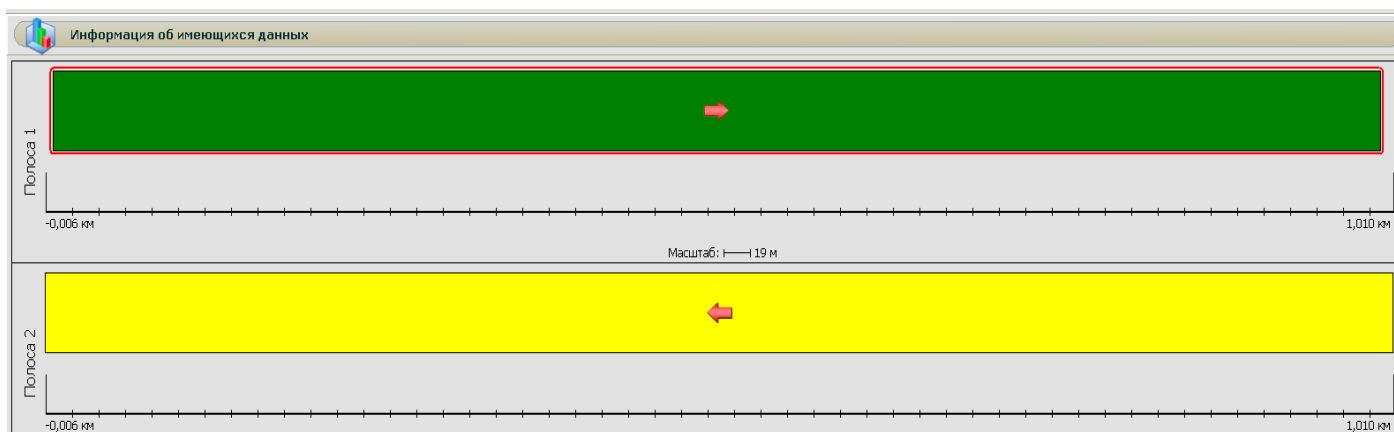 Информация об имеющихся данных
Полоса 1
-0,006 км
1,010 км
Масштаб: 19 м
Полоса 2
-0,006 км
1,010 км